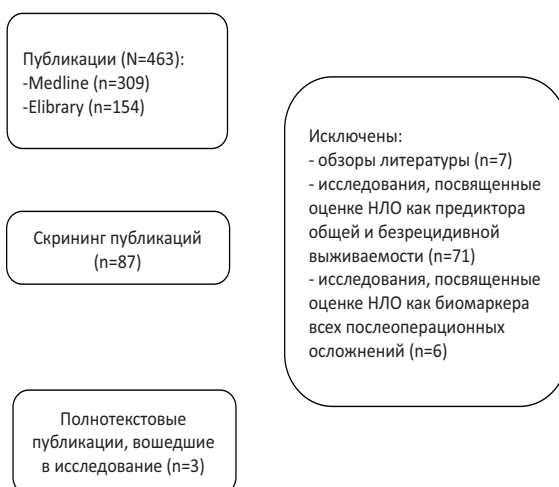 Публикации (N=463):
-Medline (n=309)
-Elibrary (n=154)
Скрининг публикаций
(n=87)
Полнотекстовые
публикации, вошедшие
в исследование (n=3)
Исключены:
- обзоры литературы (n=7)
- исследования, посвященные
оценке НЛО как предиктора
общей и безрецидивной
выживаемости (n=71)
- исследования, посвященные
оценке НЛО как биомаркера
всех послеоперационных
осложнений (n=6)